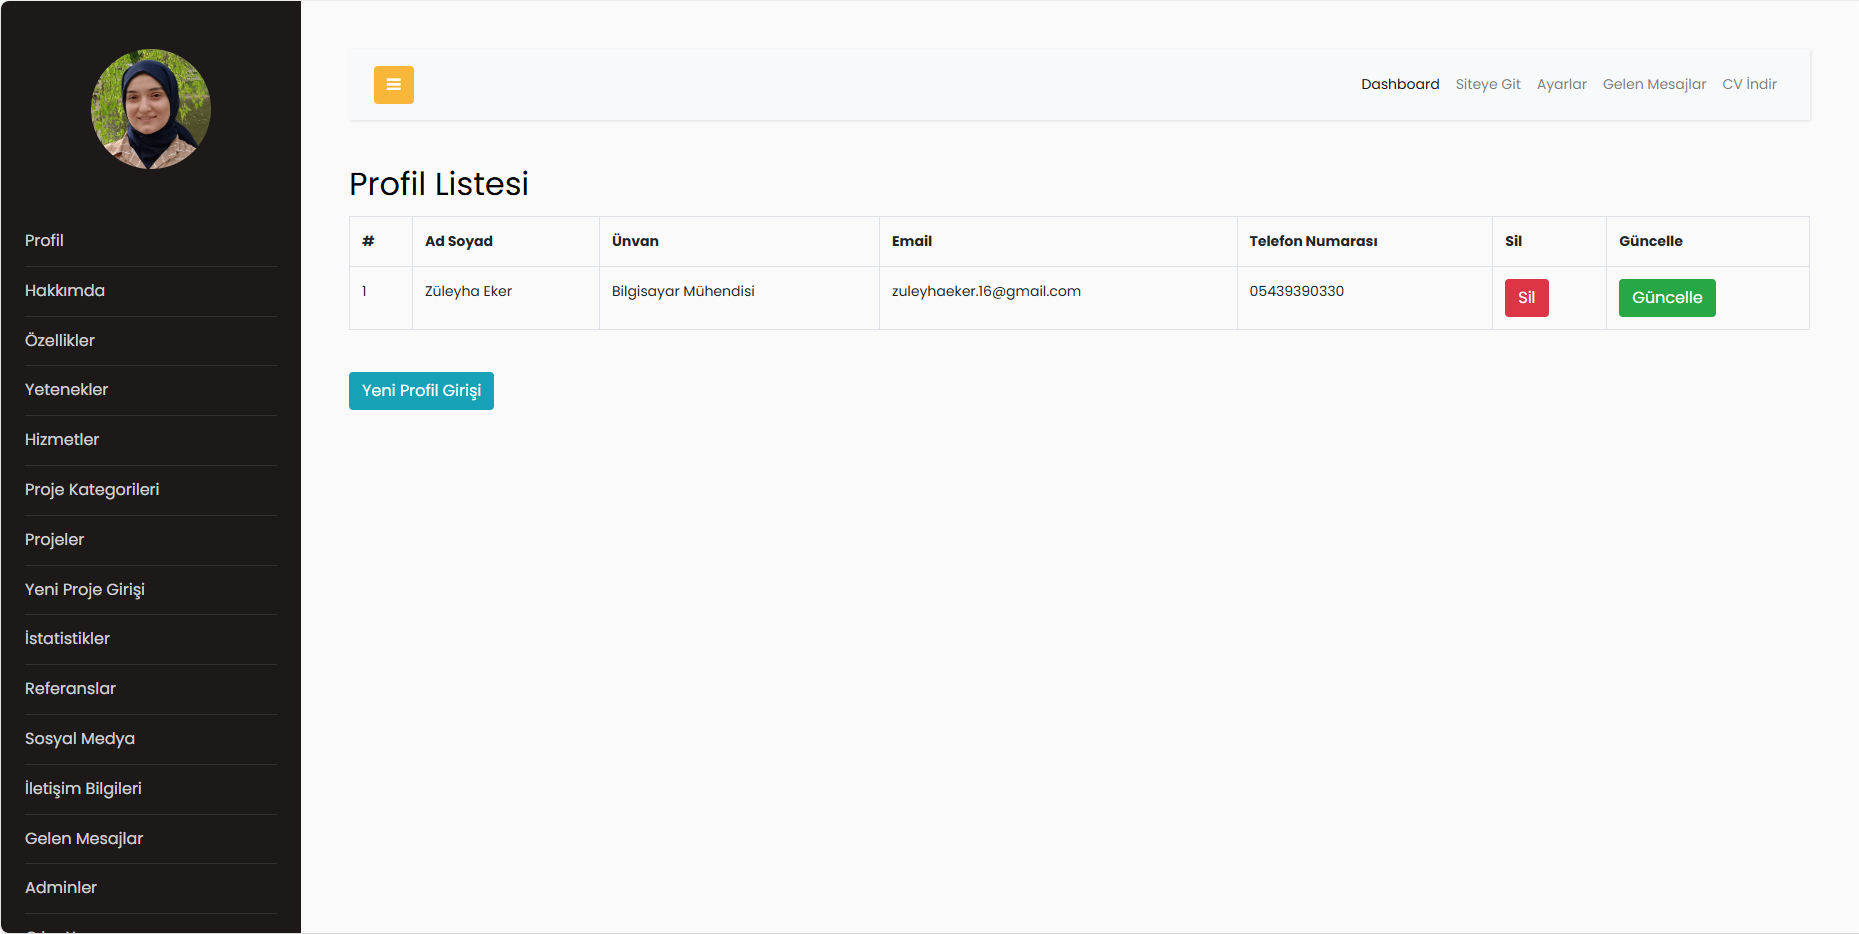 Dashboard Siteye Git Ayarlar Gelen Mesajlar CV İndir
Profil
Hakkımda
Özellikler
Yetenekler
Hizmetler
Proje Kategorileri
Projeler
Yeni Proje Girişi
İstatistikler
Referanslar
Sosyal Medya
İletişim Bilgileri
Gelen Mesajlar
Adminler
Profil Listesi
# Ad Soyad Ünvan Email Telefon Numarası Sil Güncelle
1 Züleyha Eker Bilgisayar Mühendisi zuleyhaeker.16@gmail.com 05439390330 Sil Güncelle
Yeni Profil Girişi